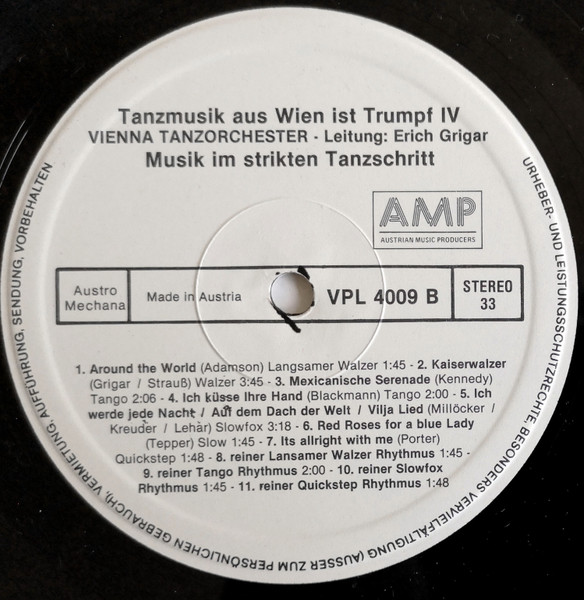 Tanzmusik aus Wien ist Trumpf IV
VIENNA TANZORCHESTER · Leitung: Erich Grigar
Musik im strikten Tanzschritt
AMP
AUSTRIAN MUSIC PRODUCERS
Austro
Mechana
Made in Austria
VPL 4009 B
STEREO
33
1. Around the World (Adamson) Langsamer Walzer 1:45 - 2. Kaiserwalzer
(Grigar / Strauß) Walzer 3:45 - 3. Mexicanische Serenade (Kennedy)
Tango 2:06 - 4. Ich küsse Ihre Hand (Blackmann) Tango 2:00 - 5. Ich
werde jede Nacht / Auf dem Dach der Welt / Vilja Lied (Millöcker /
Kreuder / Lehàr) Slowfox 3:18 - 6. Red Roses for a blue Lady
(Tepper) Slow 1:45 - 7. Its allright with me (Porter)
Quickstep 1:48 - 8. reiner Lansamer Walzer Rhythmus 1:45 -
9. reiner Tango Rhythmus 2:00 - 10. reiner Slowfox
Rhythmus 1:45 - 11. reiner Quickstep Rhythmus 1:48
URHEBER- UND LEISTUNGSSCHUTZRECHTE, BESONDERS VERVIELFÄLTIGUNG (AUSSER ZUM PERSÖNLICHEN GEBRAUCH), VERMIETUNG, AUFFÜHRUNG, SENDUNG, VORBEHALTEN